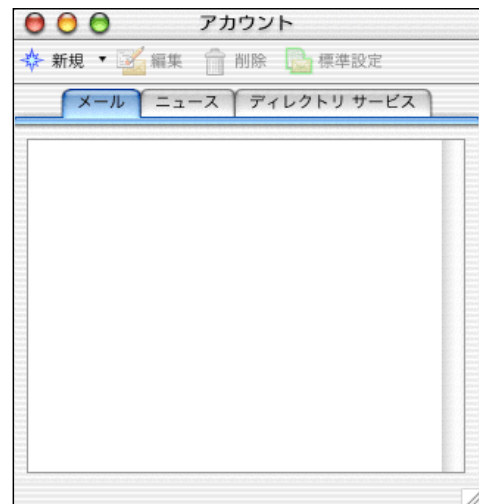 アカウント
新規 編集 削除 標準設定
メール ニュース ディレクトリ サービス